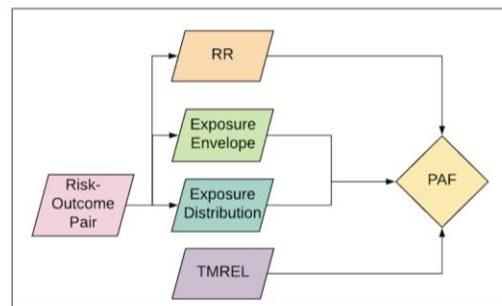 RR
Exposure
Envelope
Risk-
Outcome
Pair
Exposure
Distribution
PAF
TMREL